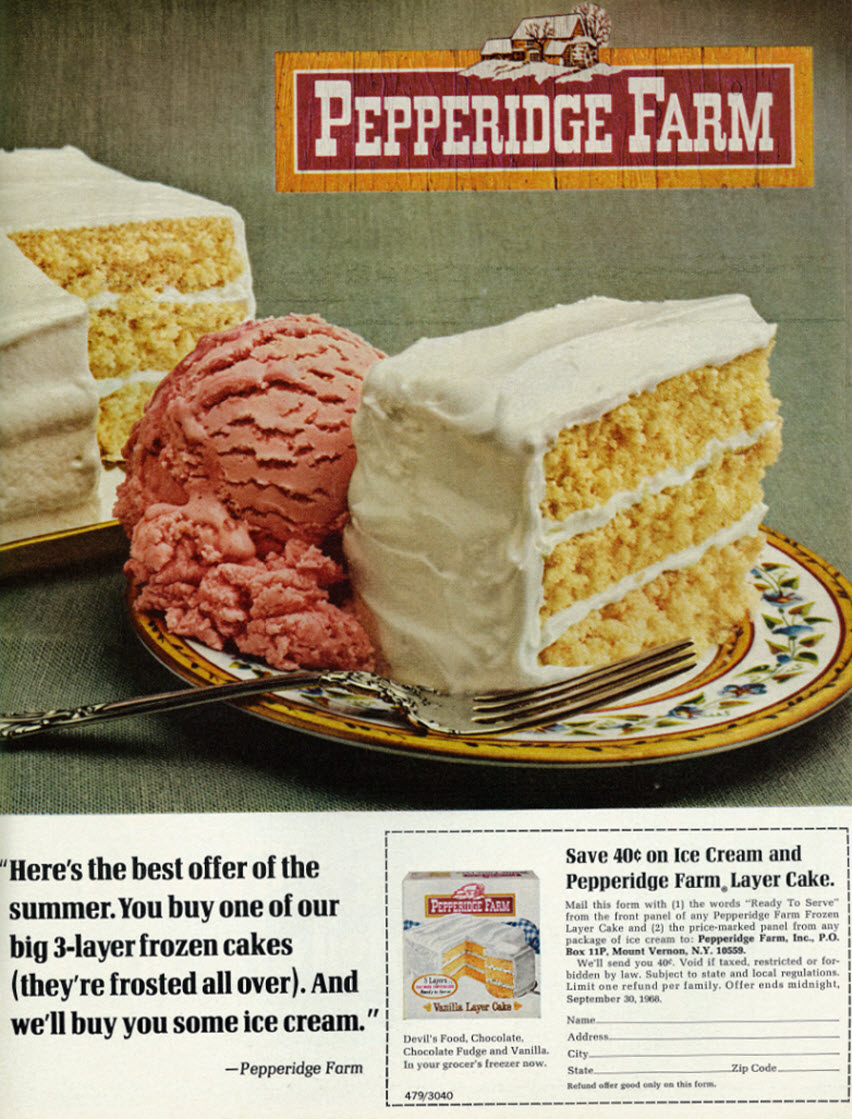 PEPPERIDGE FARM
"Here's the best offer of the
summer. You buy one of our
big 3-layer frozen cakes
(they're frosted all over). And
we'll buy you some ice cream."
—Pepperidge Farm
PEPPERIDGE FARM
3 Layers
Vanilla Layer Cake
Devil's Food, Chocolate,
Chocolate Fudge and Vanilla.
In your grocer's freezer now.
479/3040
Save 40¢ on Ice Cream and
Pepperidge Farm® Layer Cake.
Mail this form with (1) the words "Ready To Serve"
from the front panel of any Pepperidge Farm Frozen
Layer Cake and (2) the price-marked panel from any
package of ice cream to: Pepperidge Farm, Inc., P.O.
Box 11P, Mount Vernon, N.Y. 10559.
We'll send you 40¢. Void if taxed, restricted or for-
bidden by law. Subject to state and local regulations.
Limit one refund per family. Offer ends midnight,
September 30, 1968.
Name
Address
City
State Zip Code
Refund offer good only on this form.